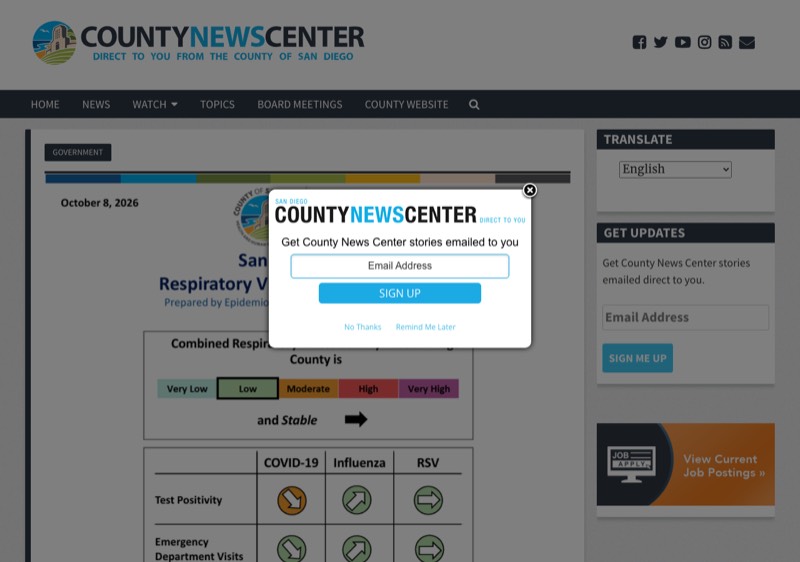 COUNTYNEWSCENTER
DIRECT TO YOU FROM THE COUNTY OF SAN DIEGO
HOME NEWS WATCH TOPICS BOARD MEETINGS COUNTY WEBSITE
GOVERNMENT
October 8, 2026
COUNTY OF S
San
Respiratory V
Prepared by Epidemio
SAN DIEGO
COUNTYNEWSCENTER DIRECT TO YOU
Get County News Center stories emailed to you
Email Address
SIGN UP
No Thanks Remind Me Later
Combined Respir
County is
Very Low Low Moderate High Very High
and Stable
COVID-19 Influenza RSV
Test Positivity
Emergency
Department Visits
TRANSLATE
English
GET UPDATES
Get County News Center stories
emailed direct to you.
Email Address
SIGN ME UP
JOB
APPLY
View Current
Job Postings »